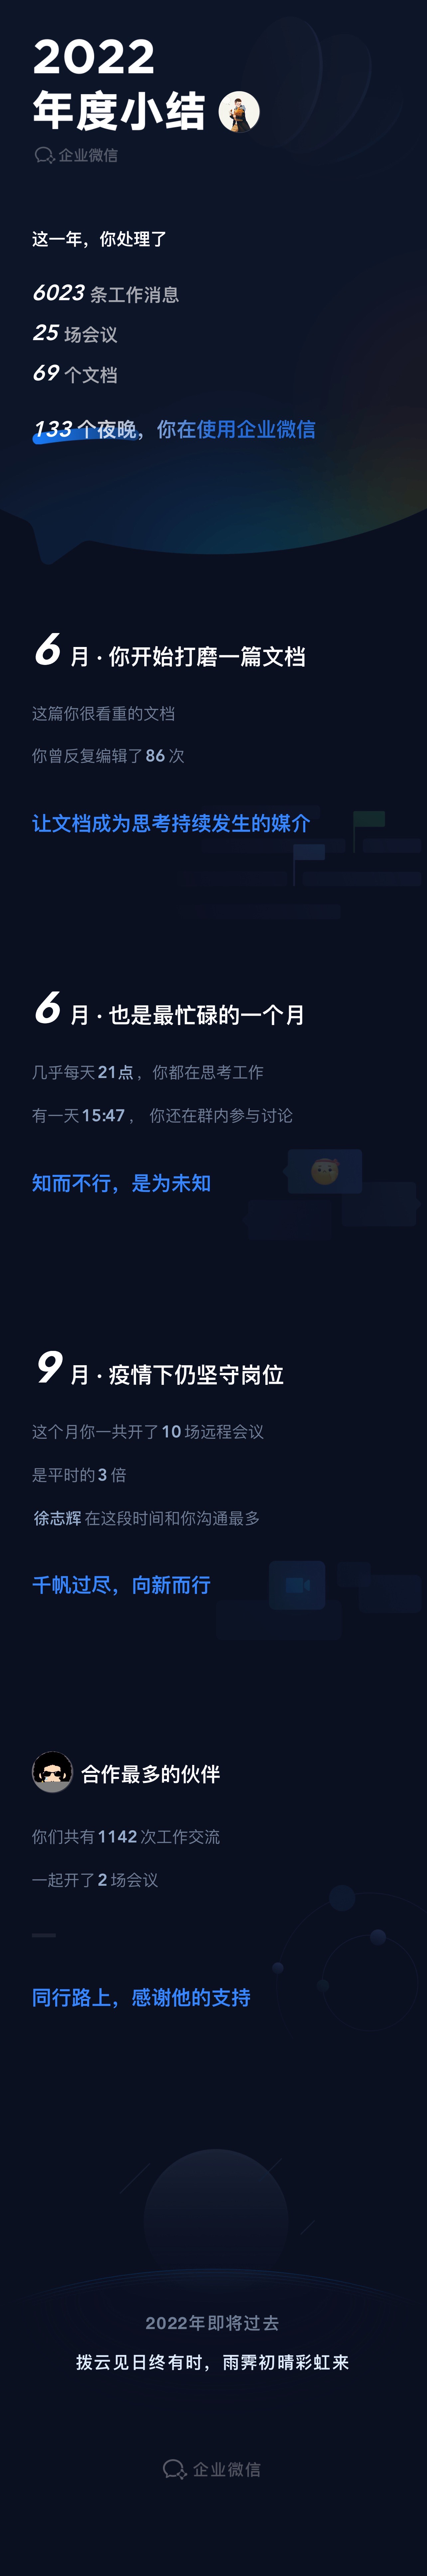 2022
年度小结
企业微信
这一年，你处理了
6023 条工作消息
25 场会议
69 个文档
133 个夜晚，你在使用企业微信
6 月 · 你开始打磨一篇文档
这篇你很看重的文档
你曾反复编辑了 86 次
让文档成为思考持续发生的媒介
6 月 · 也是最忙碌的一个月
几乎每天 21点 ，你都在思考工作
有一天 15:47 ， 你还在群内参与讨论
知而不行，是为未知
9 月 · 疫情下仍坚守岗位
这个月你一共开了 10 场远程会议
是平时的 3 倍
徐志辉 在这段时间和你沟通最多
千帆过尽，向新而行
合作最多的伙伴
你们共有 1142 次工作交流
一起开了 2 场会议
同行路上，感谢他的支持
2022年即将过去
拨云见日终有时，雨霁初晴彩虹来
企业微信